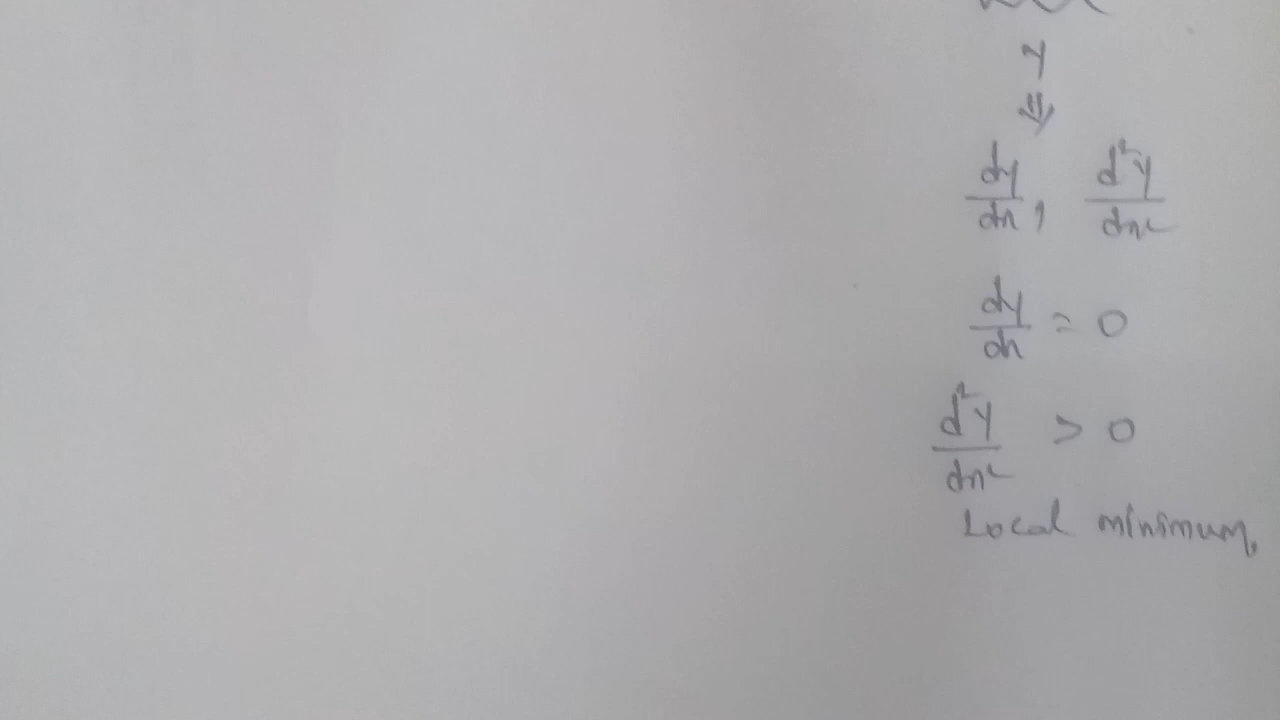 y
⇓
dy/dx, d²y/dx²
dy/dx = 0
d²y/dx² > 0
Local minimum,